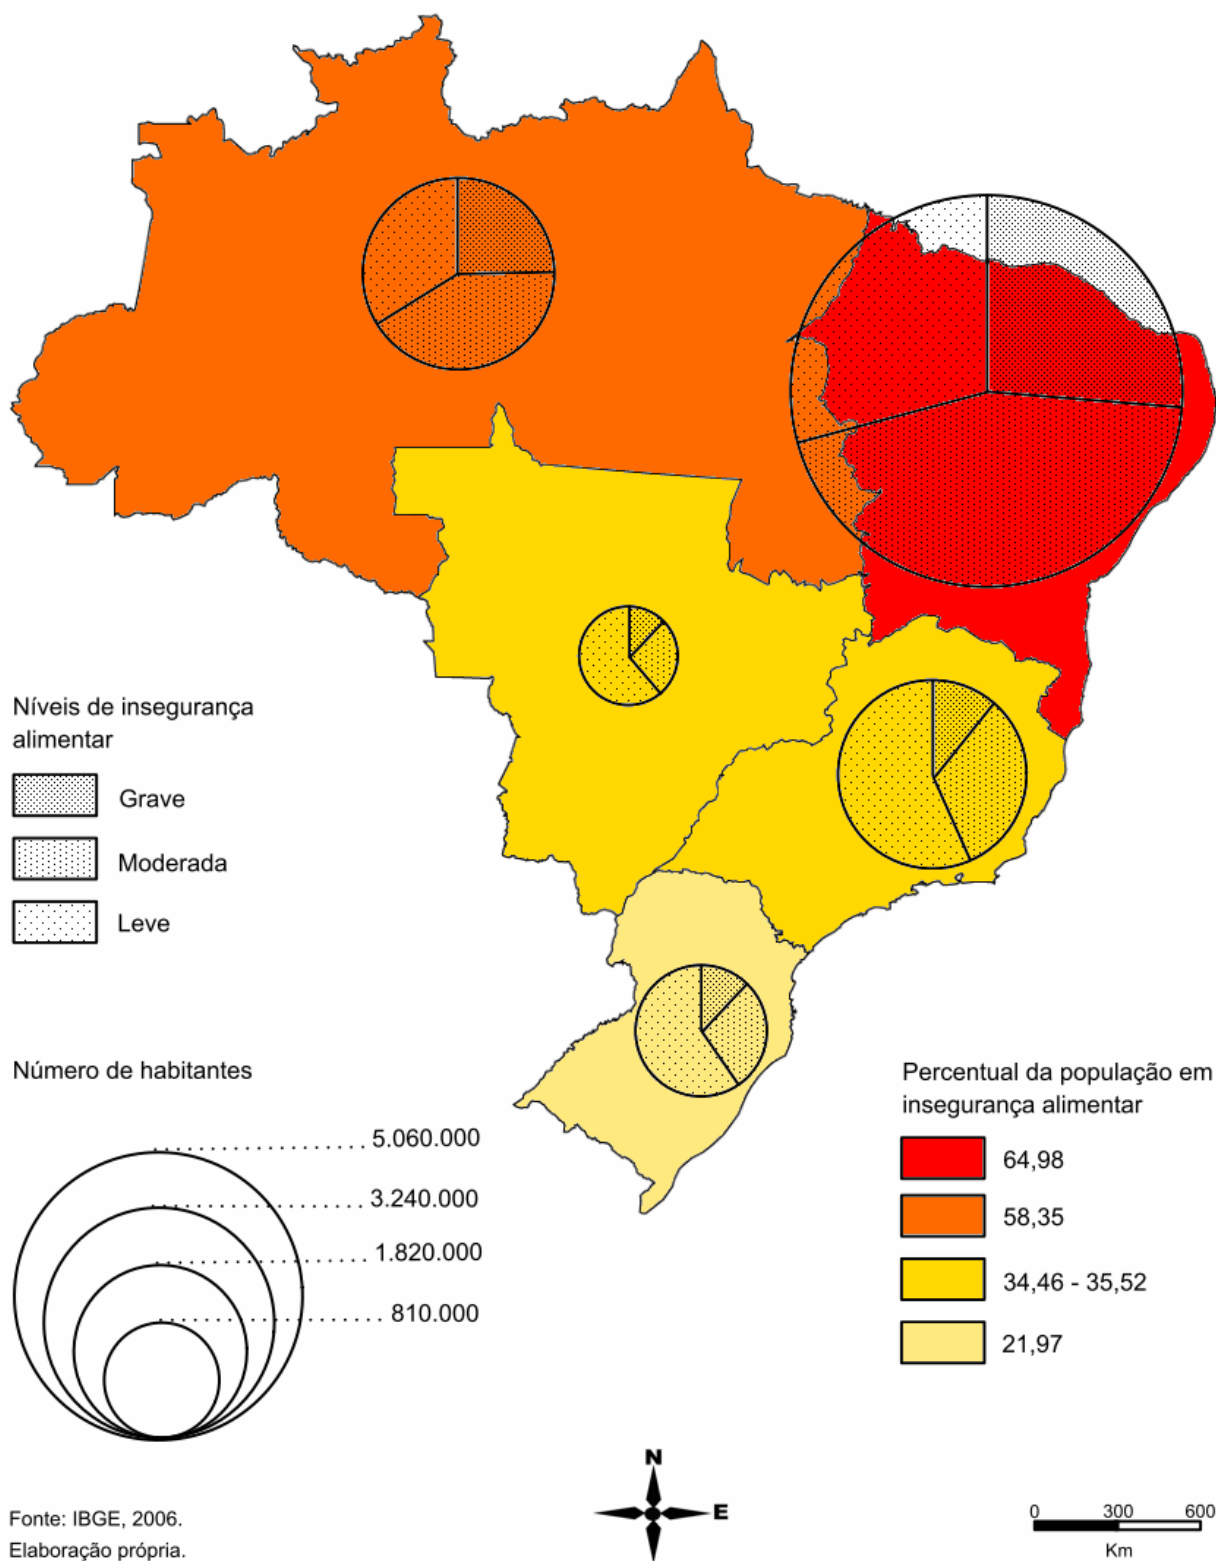 Níveis de insegurança
alimentar
Grave
Moderada
Leve
Número de habitantes
5.060.000
3.240.000
1.820.000
810.000
Percentual da população em
insegurança alimentar
64,98
58,35
34,46 - 35,52
21,97
N
E
0 300 600
Km
Fonte: IBGE, 2006.
Elaboração própria.